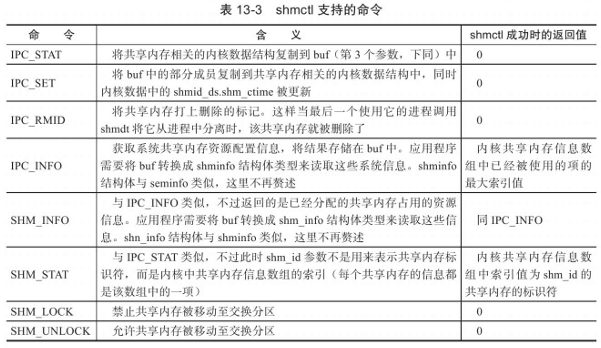 表 13-3 shmctl 支持的命令
命 令 含 义 shmctl 成功时的返回值
IPC_STAT 将共享内存相关的内核数据结构复制到 buf（第 3 个参数，下同）中 0
IPC_SET 将 buf 中的部分成员复制到共享内存相关的内核数据结构中，同时
内核数据中的 shmid_ds.shm_ctime 被更新 0
IPC_RMID 将共享内存打上删除的标记。这样当最后一个使用它的进程调用
shmdt 将它从进程中分离时，该共享内存就被删除了 0
IPC_INFO 获取系统共享内存资源配置信息，将结果存储在 buf 中。应用程序
需要将 buf 转换成 shminfo 结构体类型来读取这些系统信息。shminfo
结构体与 seminfo 类似，这里不再赘述
内核共享内存信息数
组中已经被使用的项的
最大索引值
SHM_INFO 与 IPC_INFO 类似，不过返回的是已经分配的共享内存占用的资源
信息。应用程序需要将 buf 转换成 shm_info 结构体类型来读取这些信
息。shn_info 结构体与 shminfo 类似，这里不再赘述
同 IPC_INFO
SHM_STAT 与 IPC_STAT 类似，不过此时 shm_id 参数不是用来表示共享内存标
识符，而是内核中共享内存信息数组的索引（每个共享内存的信息都
是该数组中的一项）
内核共享内存信息数
组中索引值为 shm_id 的
共享内存的标识符
SHM_LOCK 禁止共享内存被移动至交换分区 0
SHM_UNLOCK 允许共享内存被移动至交换分区 0